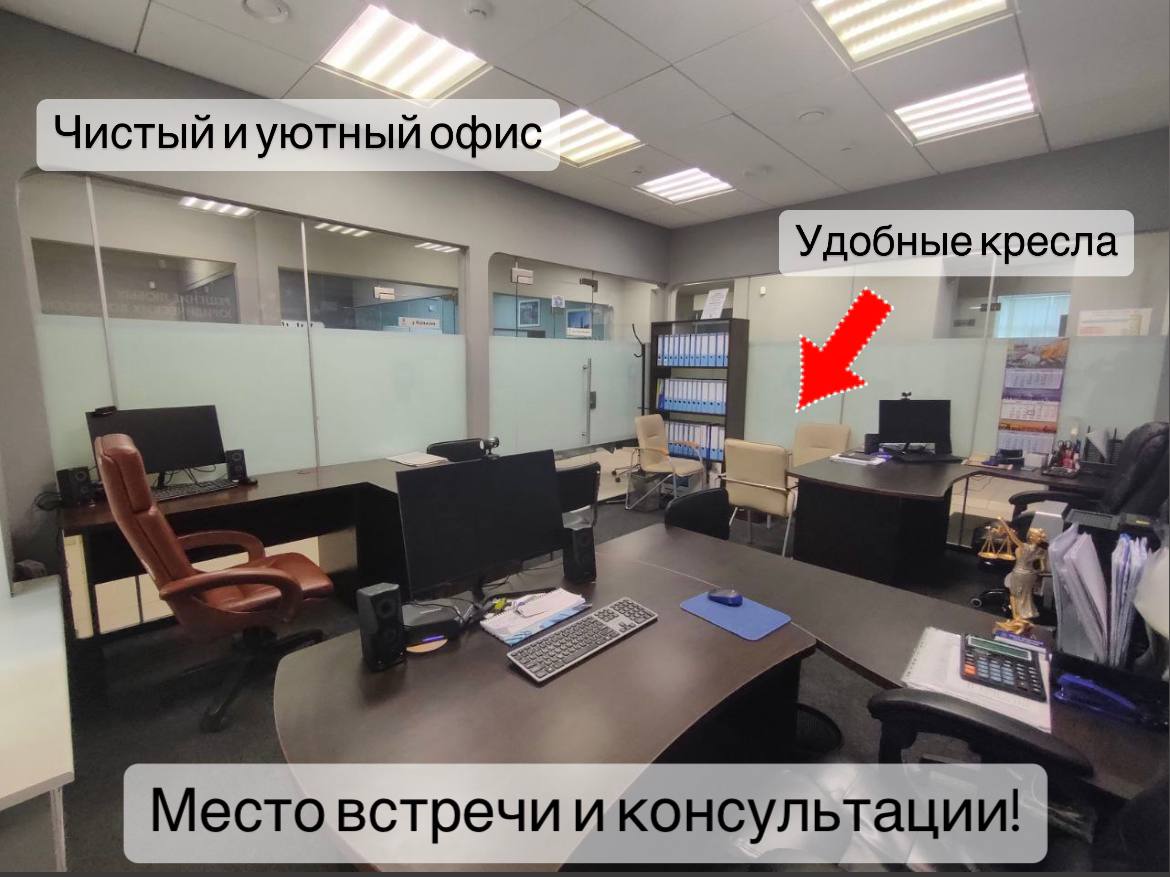 Чистый и уютный офис
Удобные кресла
Место встречи и консультации!